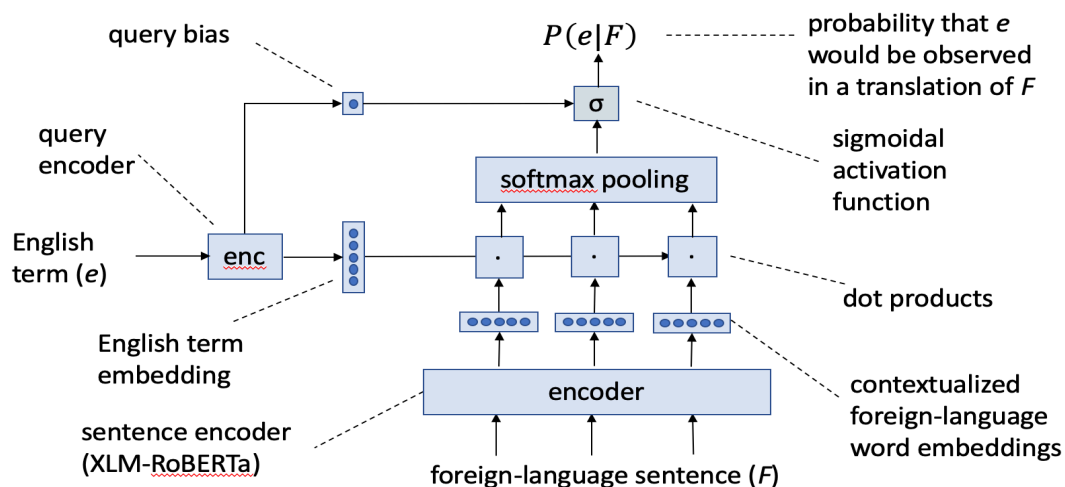 query bias
P(e|F)
probability that e
would be observed
in a translation of F
σ
query
encoder
sigmoidal
activation
function
softmax pooling
English
term (e)
enc
dot products
English term
embedding
encoder
contextualized
foreign-language
word embeddings
sentence encoder
(XLM-RoBERTa)
foreign-language sentence (F)